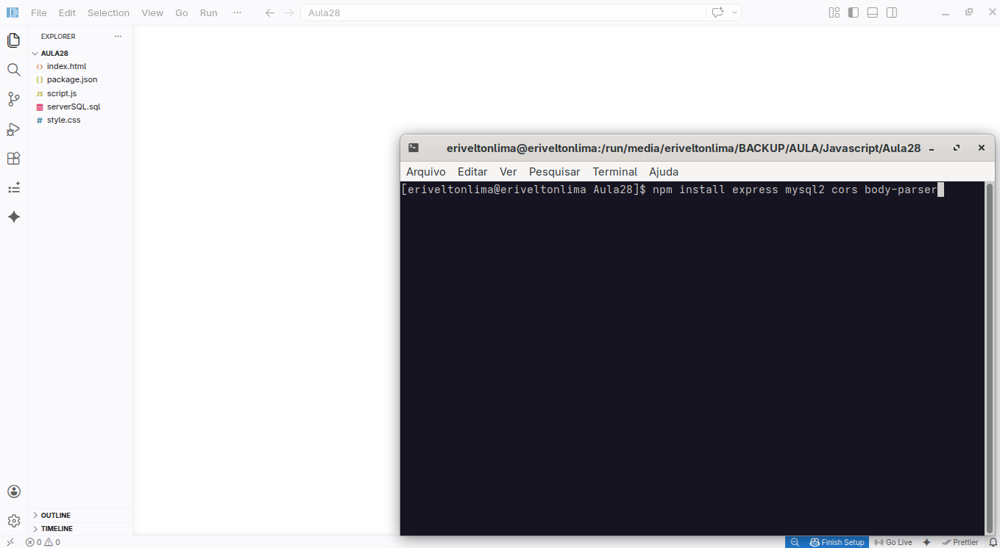 File Edit Selection View Go Run ··· Aula28
EXPLORER ···
AULA28
<> index.html
{} package.json
JS script.js
serverSQL.sql
# style.css
eriveltonlima@eriveltonlima:/run/media/eriveltonlima/BACKUP/AULA/Javascript/Aula28
Arquivo Editar Ver Pesquisar Terminal Ajuda
[eriveltonlima@eriveltonlima Aula28]$ npm install express mysql2 cors body-parser
OUTLINE
TIMELINE
0 0 Finish Setup Go Live Prettier